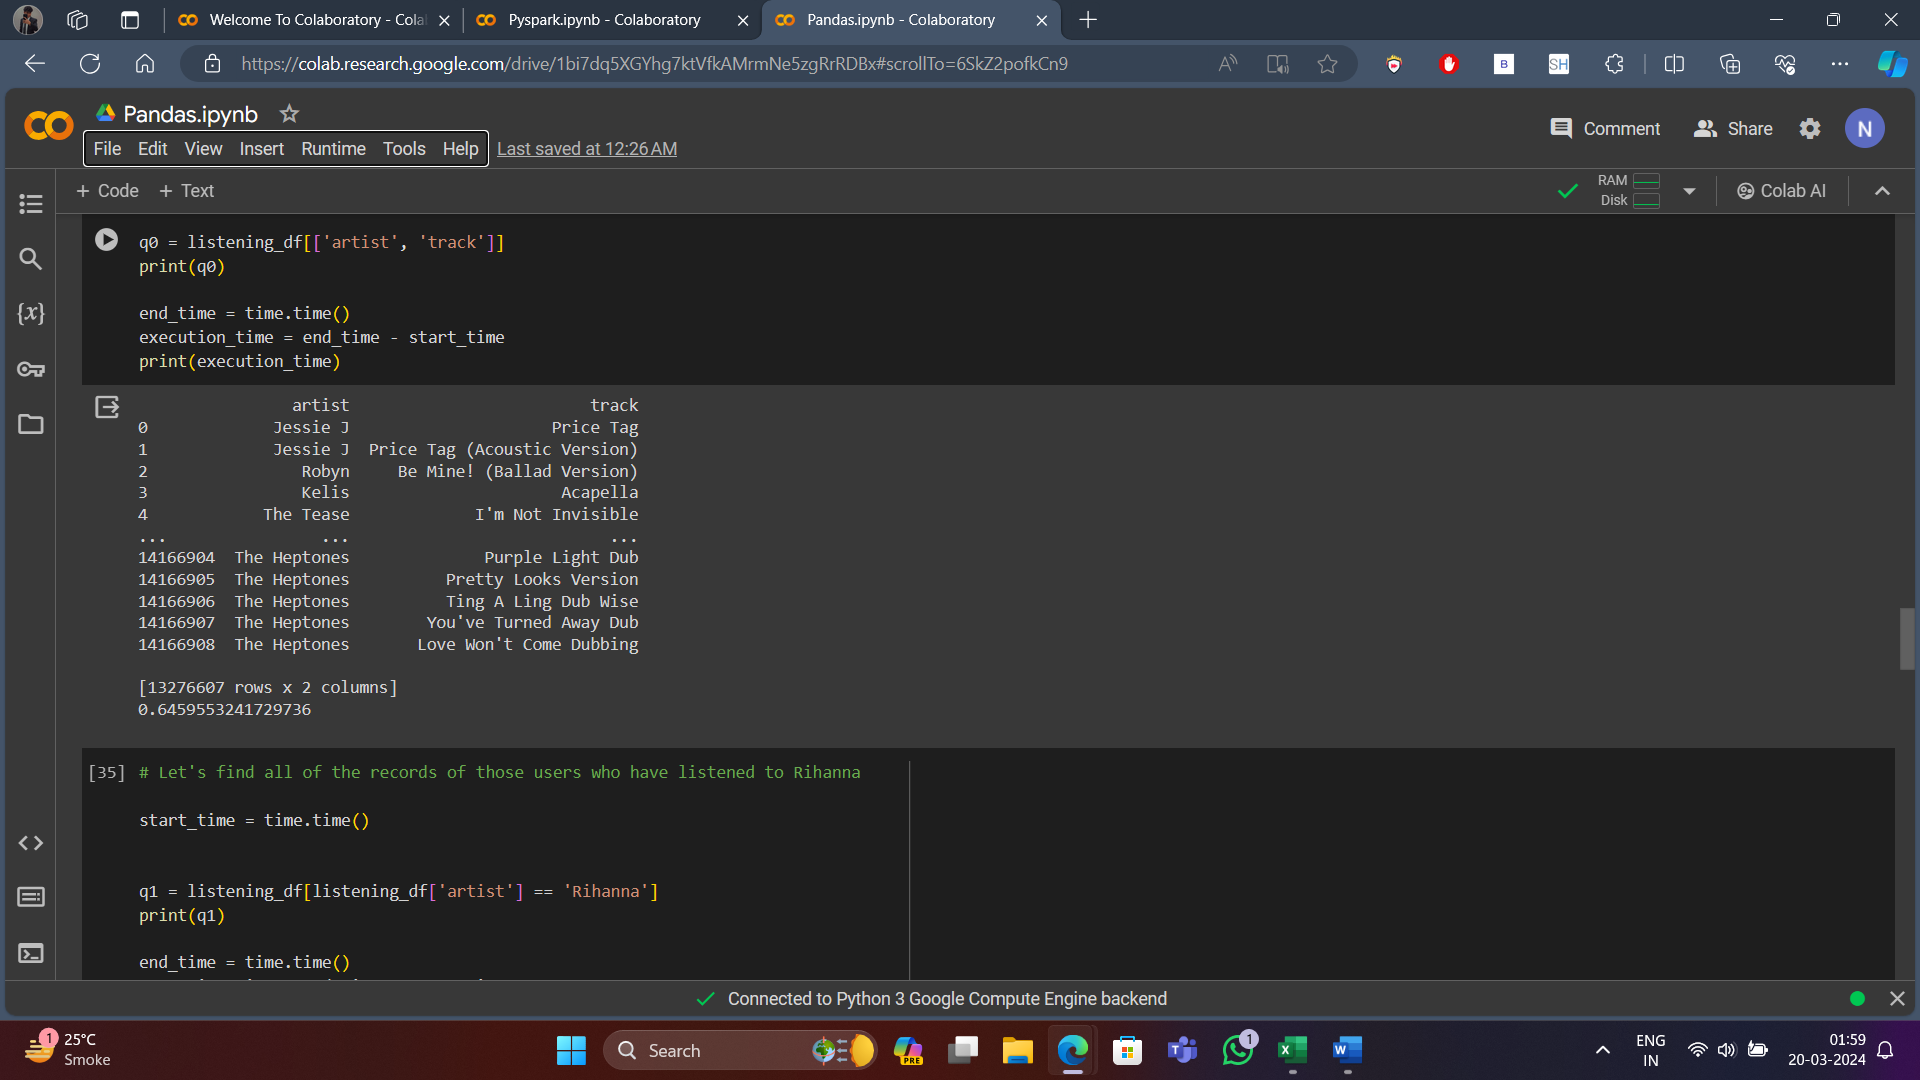 Welcome To Colaboratory - Cola
Pyspark.ipynb - Colaboratory
Pandas.ipynb - Colaboratory
https://colab.research.google.com/drive/1bi7dq5XGYhg7ktVfkAMrmNe5zgRrRDBx#scrollTo=6SkZ2pofkCn9
B
SH
Pandas.ipynb
Comment
Share
N
File Edit View Insert Runtime Tools Help Last saved at 12:26 AM
+ Code + Text
RAM
Disk
Colab AI
q0 = listening_df[['artist', 'track']]
print(q0)
end_time = time.time()
execution_time = end_time - start_time
print(execution_time)
artist track
0 Jessie J Price Tag
1 Jessie J Price Tag (Acoustic Version)
2 Robyn Be Mine! (Ballad Version)
3 Kelis Acapella
4 The Tease I'm Not Invisible
... ... ...
14166904 The Heptones Purple Light Dub
14166905 The Heptones Pretty Looks Version
14166906 The Heptones Ting A Ling Dub Wise
14166907 The Heptones You've Turned Away Dub
14166908 The Heptones Love Won't Come Dubbing
[13276607 rows x 2 columns]
0.6459553241729736
[35] # Let's find all of the records of those users who have listened to Rihanna
start_time = time.time()
q1 = listening_df[listening_df['artist'] == 'Rihanna']
print(q1)
end_time = time.time()
Connected to Python 3 Google Compute Engine backend
1
25°C
Smoke
Search
PRE
1
ENG
IN
01:59
20-03-2024